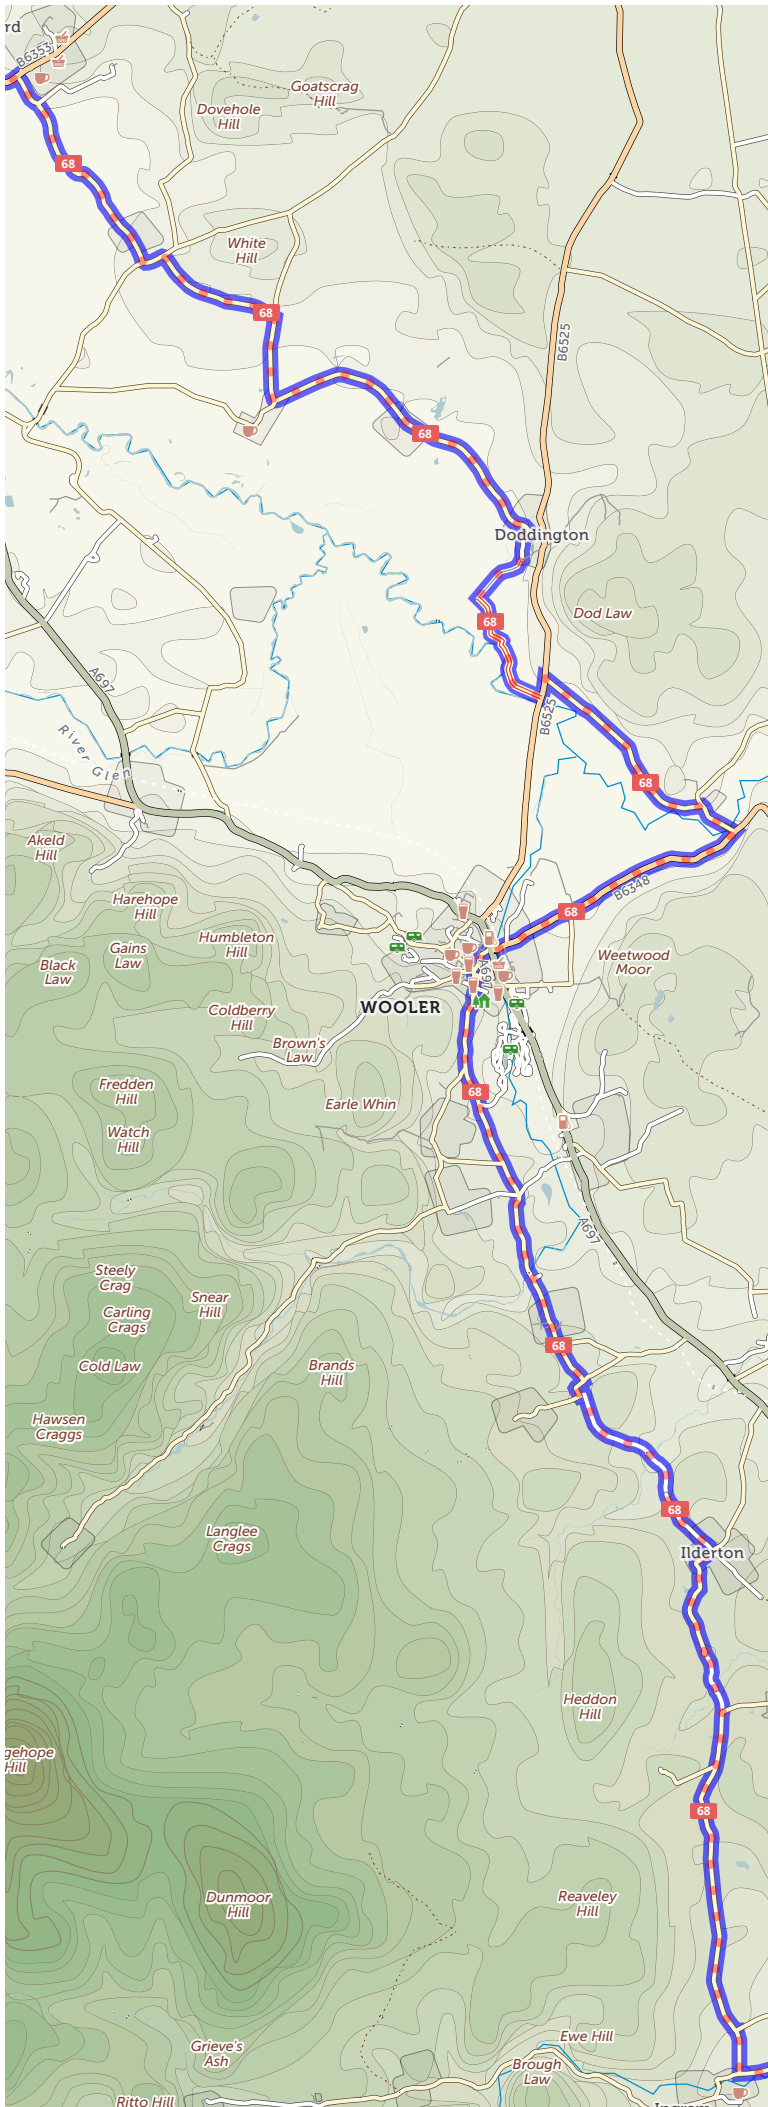 rd
B6353
Goatscrag
Hill
Dovehole
Hill
68
White
Hill
68
B6525
68
Doddington
68
Dod Law
A697
River Glen
B6525
68
Akeld
Hill
B6348
Harehope
Hill
68
Humbleton
Hill
Gains
Law
Black
Law
Weetwood
Moor
A697
WOOLER
Coldberry
Hill
Brown's
Law
68
Fredden
Hill
Earle Whin
Watch
Hill
A697
Steely
Crag
Snear
Hill
Carling
Crags
68
Cold Law
Brands
Hill
Hawsen
Craggs
68
Langlee
Crags
Ilderton
Heddon
Hill
gehope
Hill
68
Dunmoor
Hill
Reaveley
Hill
Ewe Hill
Grieve's
Ash
Brough
Law
Ritto Hill
Ingram